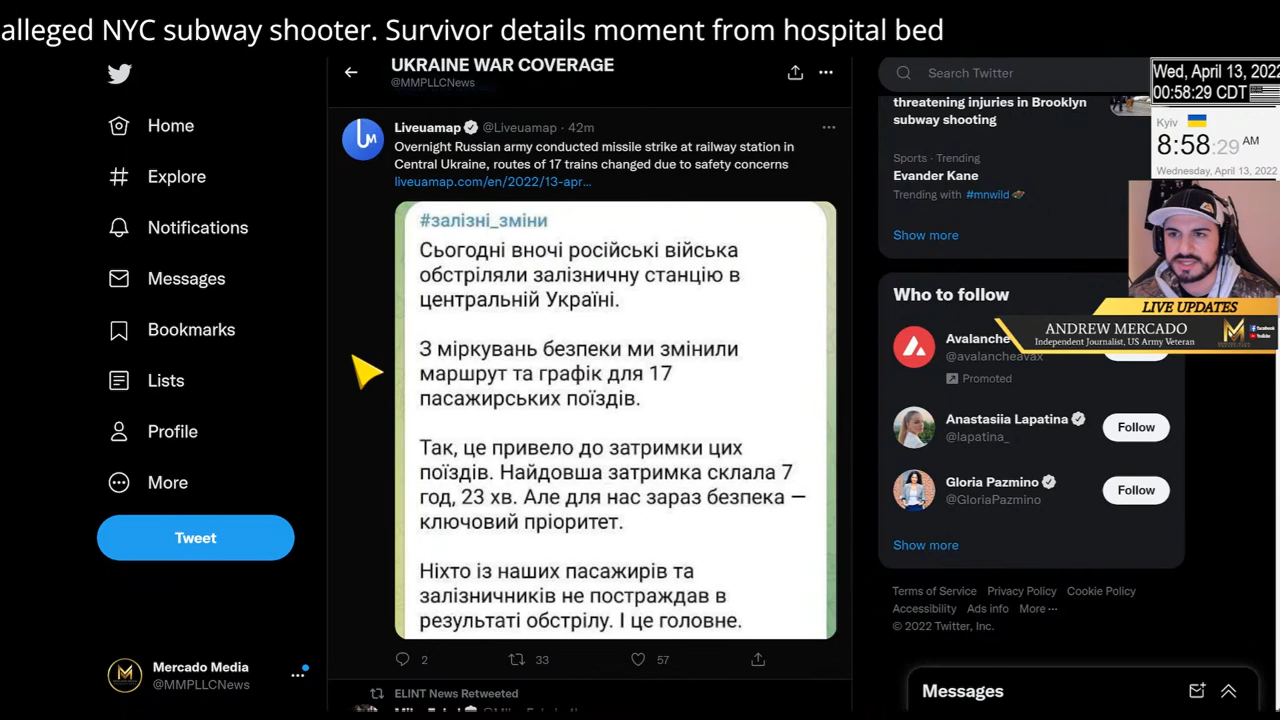 alleged NYC subway shooter. Survivor details moment from hospital bed
Home
Explore
Notifications
Messages
Bookmarks
Lists
Profile
More
Tweet
Mercado Media
@MMPLLCNews
UKRAINE WAR COVERAGE
@MMPLLCNews
Liveuamap @Liveuamap · 42m
Overnight Russian army conducted missile strike at railway station in
Central Ukraine, routes of 17 trains changed due to safety concerns
liveuamap.com/en/2022/13-apr...
#залізні_зміни
Сьогодні вночі російські війська
обстріляли залізничну станцію в
центральній Україні.
З міркувань безпеки ми змінили
маршрут та графік для 17
пасажирських поїздів.
Так, це привело до затримки цих
поїздів. Найдовша затримка склала 7
год, 23 хв. Але для нас зараз безпека —
ключовий пріоритет.
Ніхто із наших пасажирів та
залізничників не постраждав в
результаті обстрілу. І це головне.
2
33
57
ELINT News Retweeted
Search Twitter
threatening injuries in Brooklyn
subway shooting
Sports · Trending
Evander Kane
Trending with #mnwild
Show more
Who to follow
Avalanche
@avalancheavax
Promoted
Anastasiia Lapatina
@lapatina_
Follow
Gloria Pazmino
@GloriaPazmino
Follow
Show more
Terms of Service Privacy Policy Cookie Policy
Accessibility Ads info More
© 2022 Twitter, Inc.
Messages
Wed, April 13, 2022
00:58:29 CDT
Kyiv
8:58:29 AM
Wednesday, April 13, 2022
LIVE UPDATES
ANDREW MERCADO
Independent Journalist, US Army Veteran
facebook
YouTube